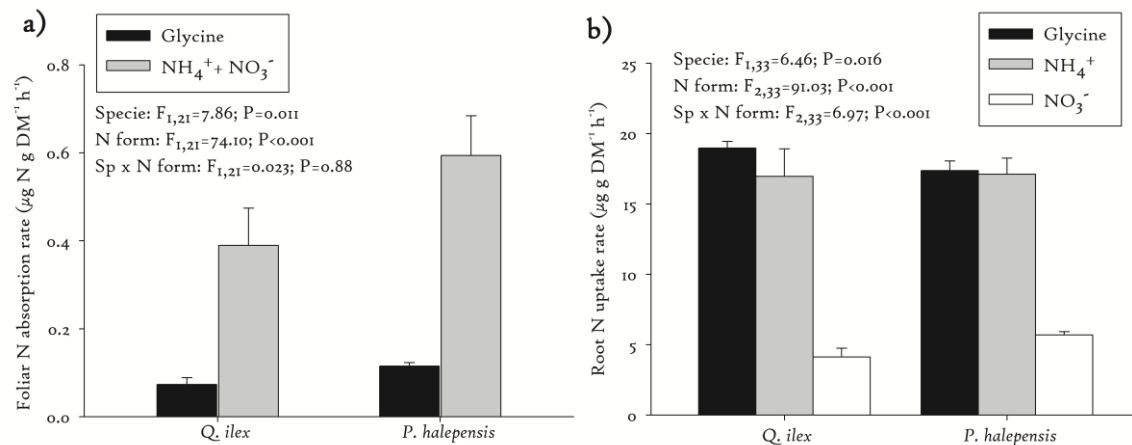 a)
Glycine
NH₄⁺ + NO₃⁻
Specie: F₁,₂₁=7.86; P=0.011
N form: F₁,₂₁=74.10; P<0.001
Sp x N form: F₁,₂₁=0.023; P=0.88
Foliar N absorption rate (µg N g DM⁻¹ h⁻¹)
0.8
0.6
0.4
0.2
0.0
Q. ilex
P. halepensis
b)
Glycine
NH₄⁺
NO₃⁻
Specie: F₁,₃₃=6.46; P=0.016
N form: F₂,₃₃=91.03; P<0.001
Sp x N form: F₂,₃₃=6.97; P<0.001
Root N uptake rate (µg g DM⁻¹ h⁻¹)
25
20
15
10
5
0
Q. ilex
P. halepensis